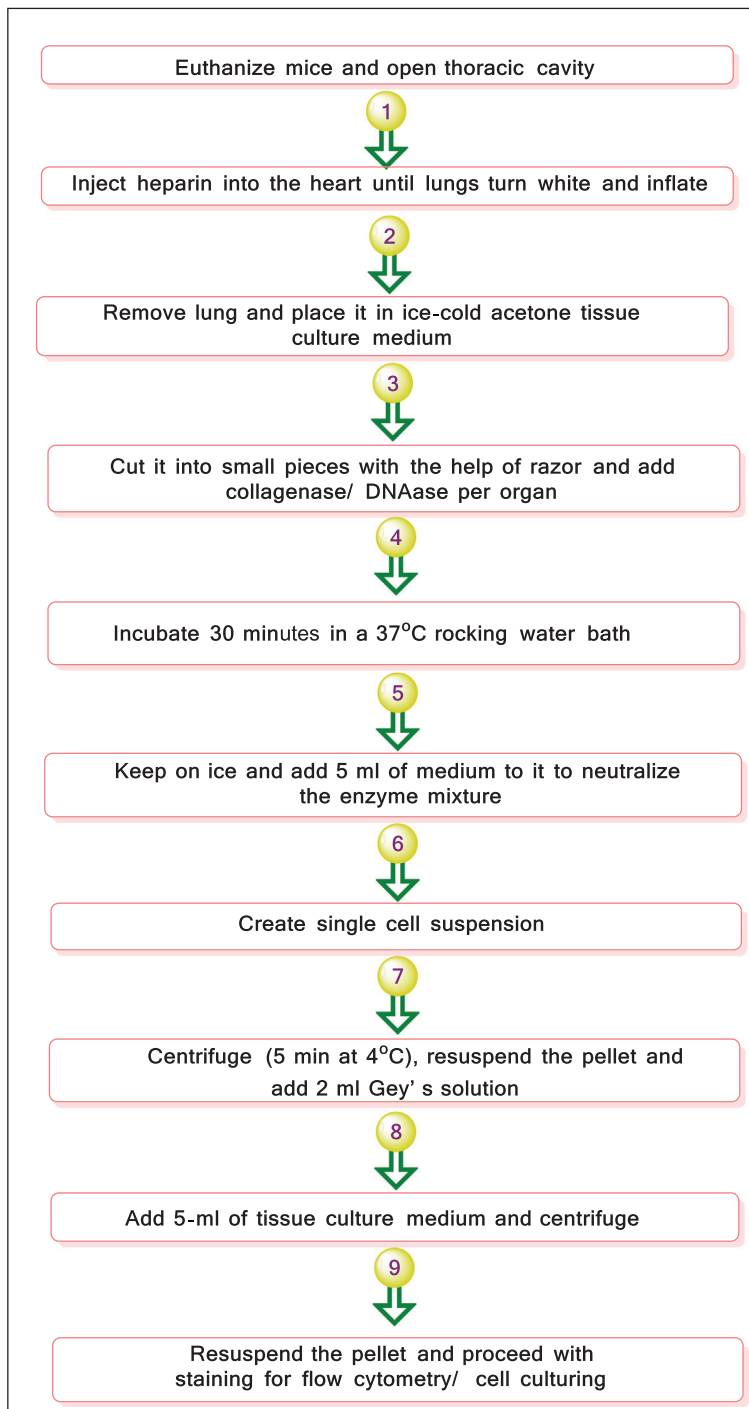 Euthanize mice and open thoracic cavity
1
Inject heparin into the heart until lungs turn white and inflate
2
Remove lung and place it in ice-cold acetone tissue
culture medium
3
Cut it into small pieces with the help of razor and add
collagenase/ DNAase per organ
4
Incubate 30 minutes in a 37°C rocking water bath
5
Keep on ice and add 5 ml of medium to it to neutralize
the enzyme mixture
6
Create single cell suspension
7
Centrifuge (5 min at 4°C), resuspend the pellet and
add 2 ml Gey's solution
8
Add 5-ml of tissue culture medium and centrifuge
9
Resuspend the pellet and proceed with
staining for flow cytometry/ cell culturing